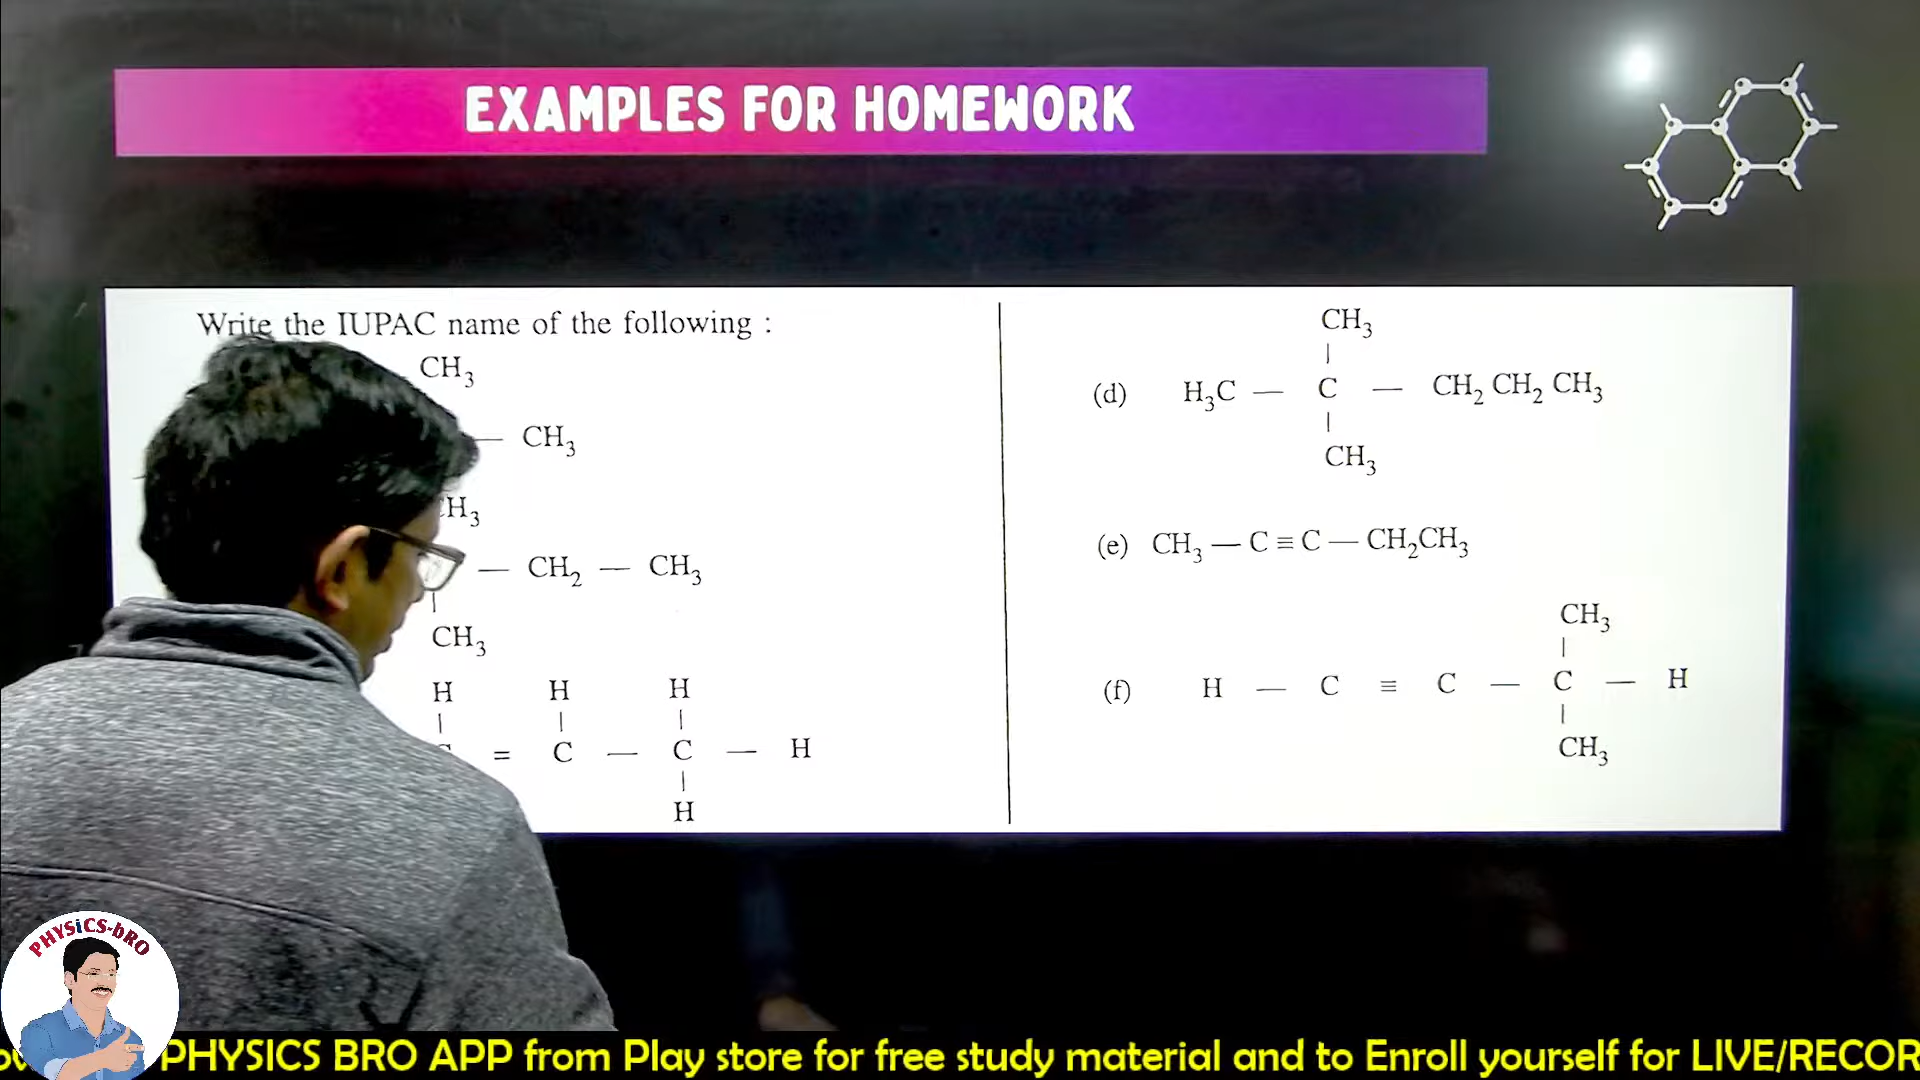 EXAMPLES FOR HOMEWORK
Write the IUPAC name of the following :
CH3
— CH3
H3
— CH2 — CH3
|
CH3
H H H
| | |
= C — C — H
|
H
CH3
|
(d) H3C — C — CH2 CH2 CH3
|
CH3
(e) CH3 — C ≡ C — CH2CH3
CH3
|
(f) H — C ≡ C — C — H
|
CH3
PHYSiCS-bRO
PHYSICS BRO APP from Play store for free study material and to Enroll yourself for LIVE/RECOR